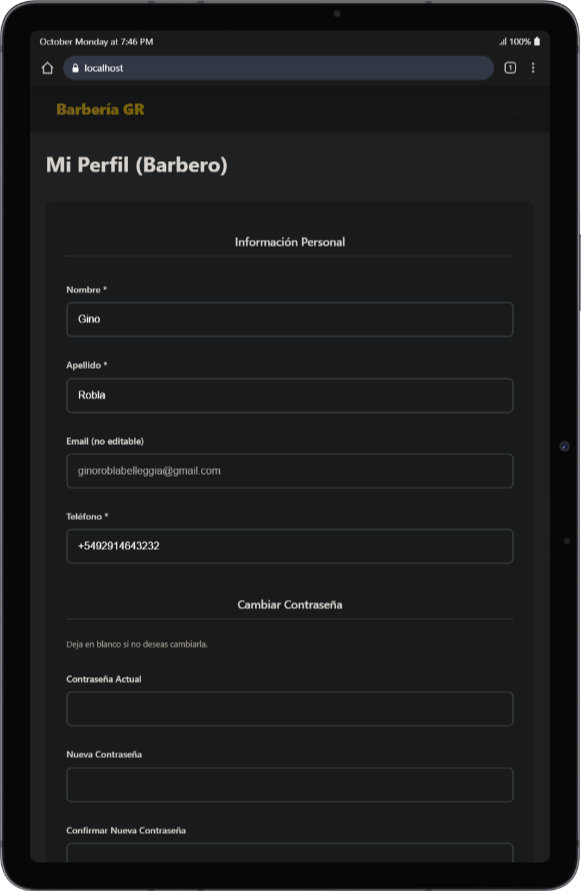 October Monday at 7:46 PM
100%
localhost
1
Barbería GR
Mi Perfil (Barbero)
Información Personal
Nombre *
Gino
Apellido *
Robla
Email (no editable)
ginoroblabelleggia@gmail.com
Teléfono *
+5492914643232
Cambiar Contraseña
Deja en blanco si no deseas cambiarla.
Contraseña Actual
Nueva Contraseña
Confirmar Nueva Contraseña